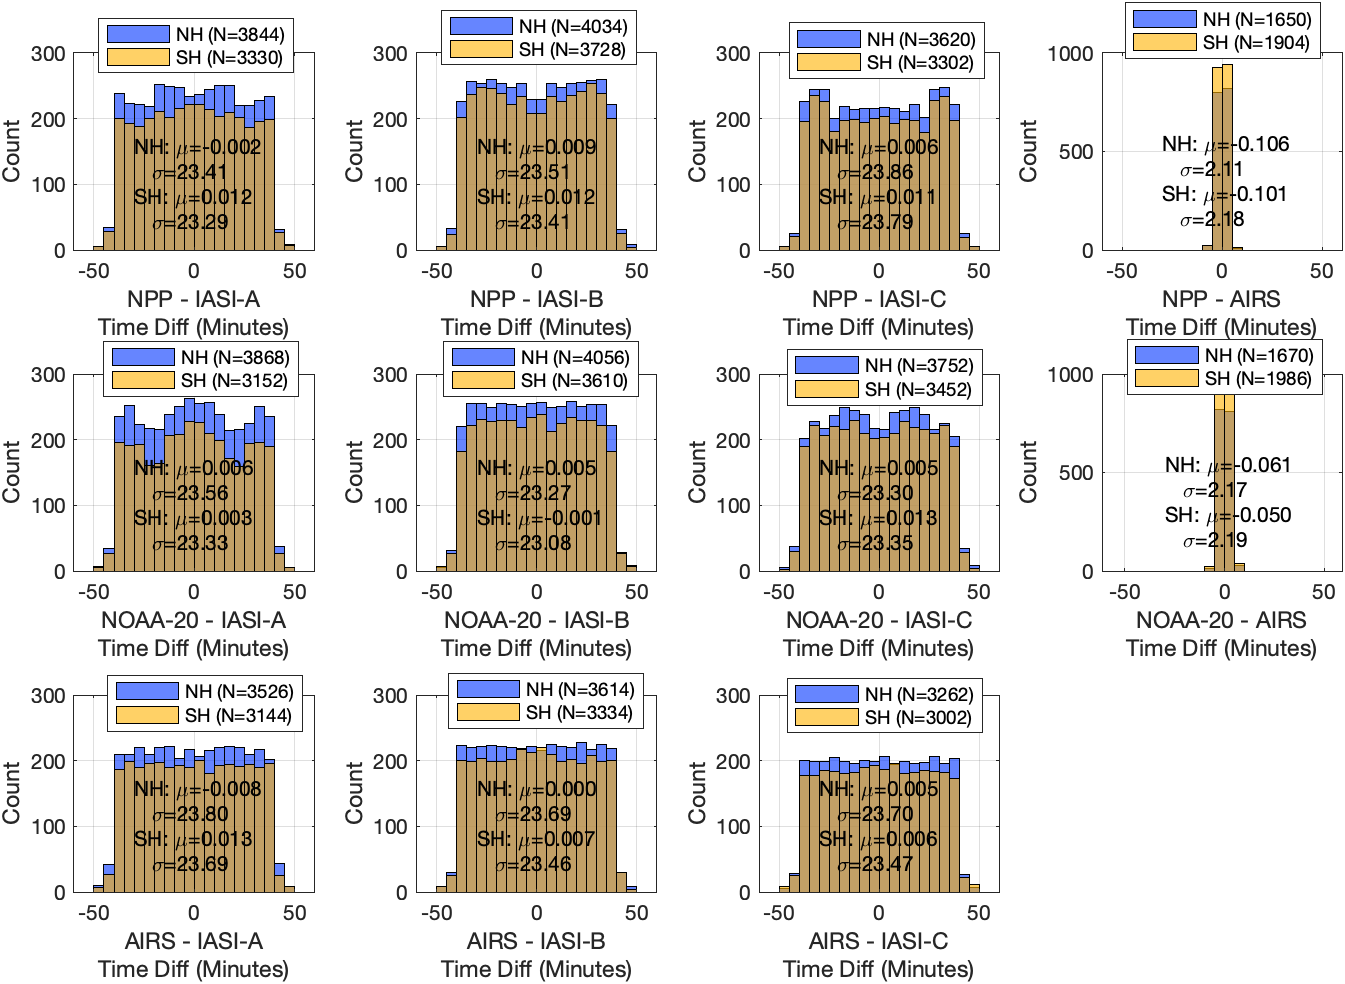 NH (N=3844)
SH (N=3330)
300
200
100
0
Count
NH: μ=-0.002
σ=23.41
SH: μ=0.012
σ=23.29
-50 0 50
NPP - IASI-A
Time Diff (Minutes)
NH (N=4034)
SH (N=3728)
300
200
100
0
Count
NH: μ=0.009
σ=23.51
SH: μ=0.012
σ=23.41
-50 0 50
NPP - IASI-B
Time Diff (Minutes)
NH (N=3620)
SH (N=3302)
300
200
100
0
Count
NH: μ=0.006
σ=23.86
SH: μ=0.011
σ=23.79
-50 0 50
NPP - IASI-C
Time Diff (Minutes)
NH (N=1650)
SH (N=1904)
1000
500
0
Count
NH: μ=-0.106
σ=2.11
SH: μ=-0.101
σ=2.18
-50 0 50
NPP - AIRS
Time Diff (Minutes)
NH (N=3868)
SH (N=3152)
300
200
100
0
Count
NH: μ=0.006
σ=23.56
SH: μ=0.003
σ=23.33
-50 0 50
NOAA-20 - IASI-A
Time Diff (Minutes)
NH (N=4056)
SH (N=3610)
300
200
100
0
Count
NH: μ=0.005
σ=23.27
SH: μ=-0.001
σ=23.08
-50 0 50
NOAA-20 - IASI-B
Time Diff (Minutes)
NH (N=3752)
SH (N=3452)
300
200
100
0
Count
NH: μ=0.005
σ=23.30
SH: μ=0.013
σ=23.35
-50 0 50
NOAA-20 - IASI-C
Time Diff (Minutes)
NH (N=1670)
SH (N=1986)
1000
500
0
Count
NH: μ=-0.061
σ=2.17
SH: μ=-0.050
σ=2.19
-50 0 50
NOAA-20 - AIRS
Time Diff (Minutes)
NH (N=3526)
SH (N=3144)
300
200
100
0
Count
NH: μ=-0.008
σ=23.80
SH: μ=0.013
σ=23.69
-50 0 50
AIRS - IASI-A
Time Diff (Minutes)
NH (N=3614)
SH (N=3334)
300
200
100
0
Count
NH: μ=0.000
σ=23.69
SH: μ=0.007
σ=23.46
-50 0 50
AIRS - IASI-B
Time Diff (Minutes)
NH (N=3262)
SH (N=3002)
300
200
100
0
Count
NH: μ=0.005
σ=23.70
SH: μ=0.006
σ=23.47
-50 0 50
AIRS - IASI-C
Time Diff (Minutes)